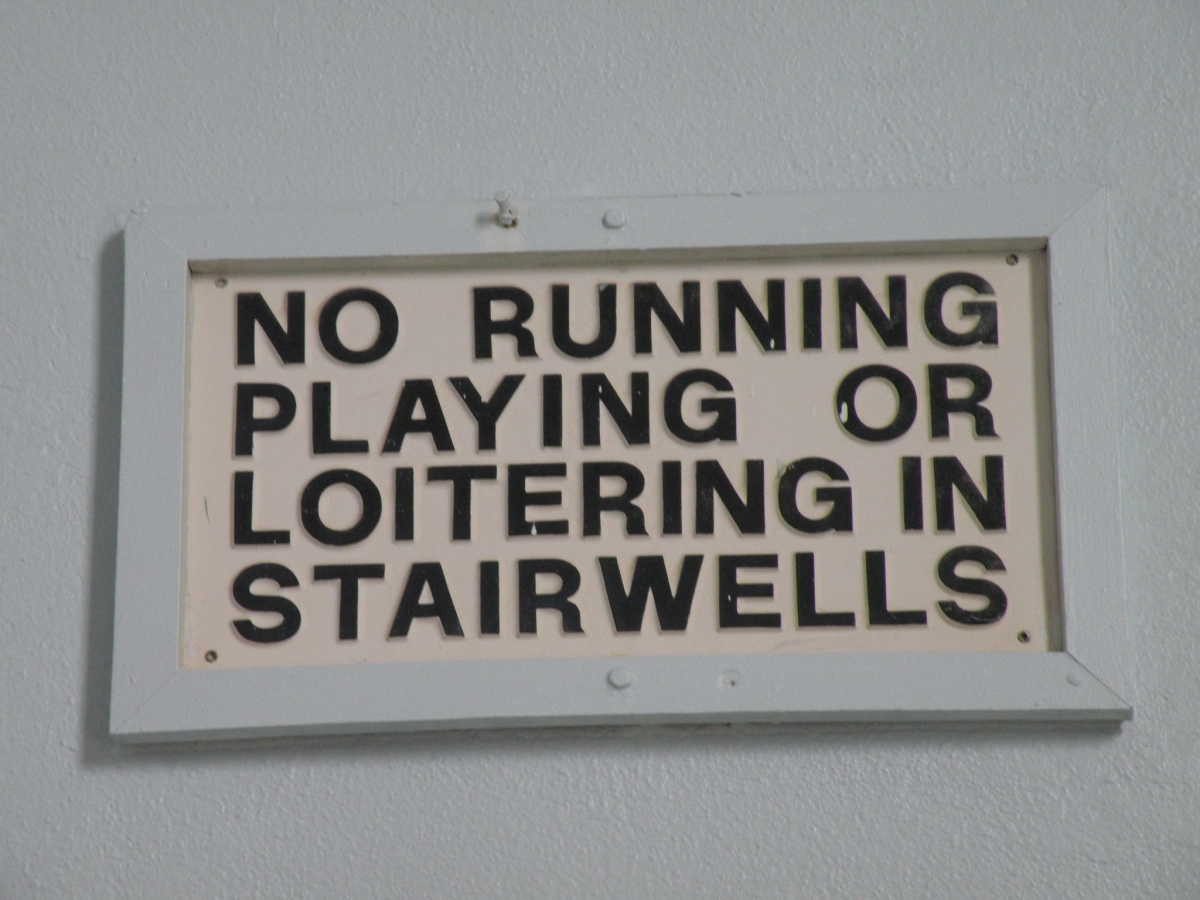 NO RUNNING
PLAYING OR
LOITERING IN
STAIRWELLS